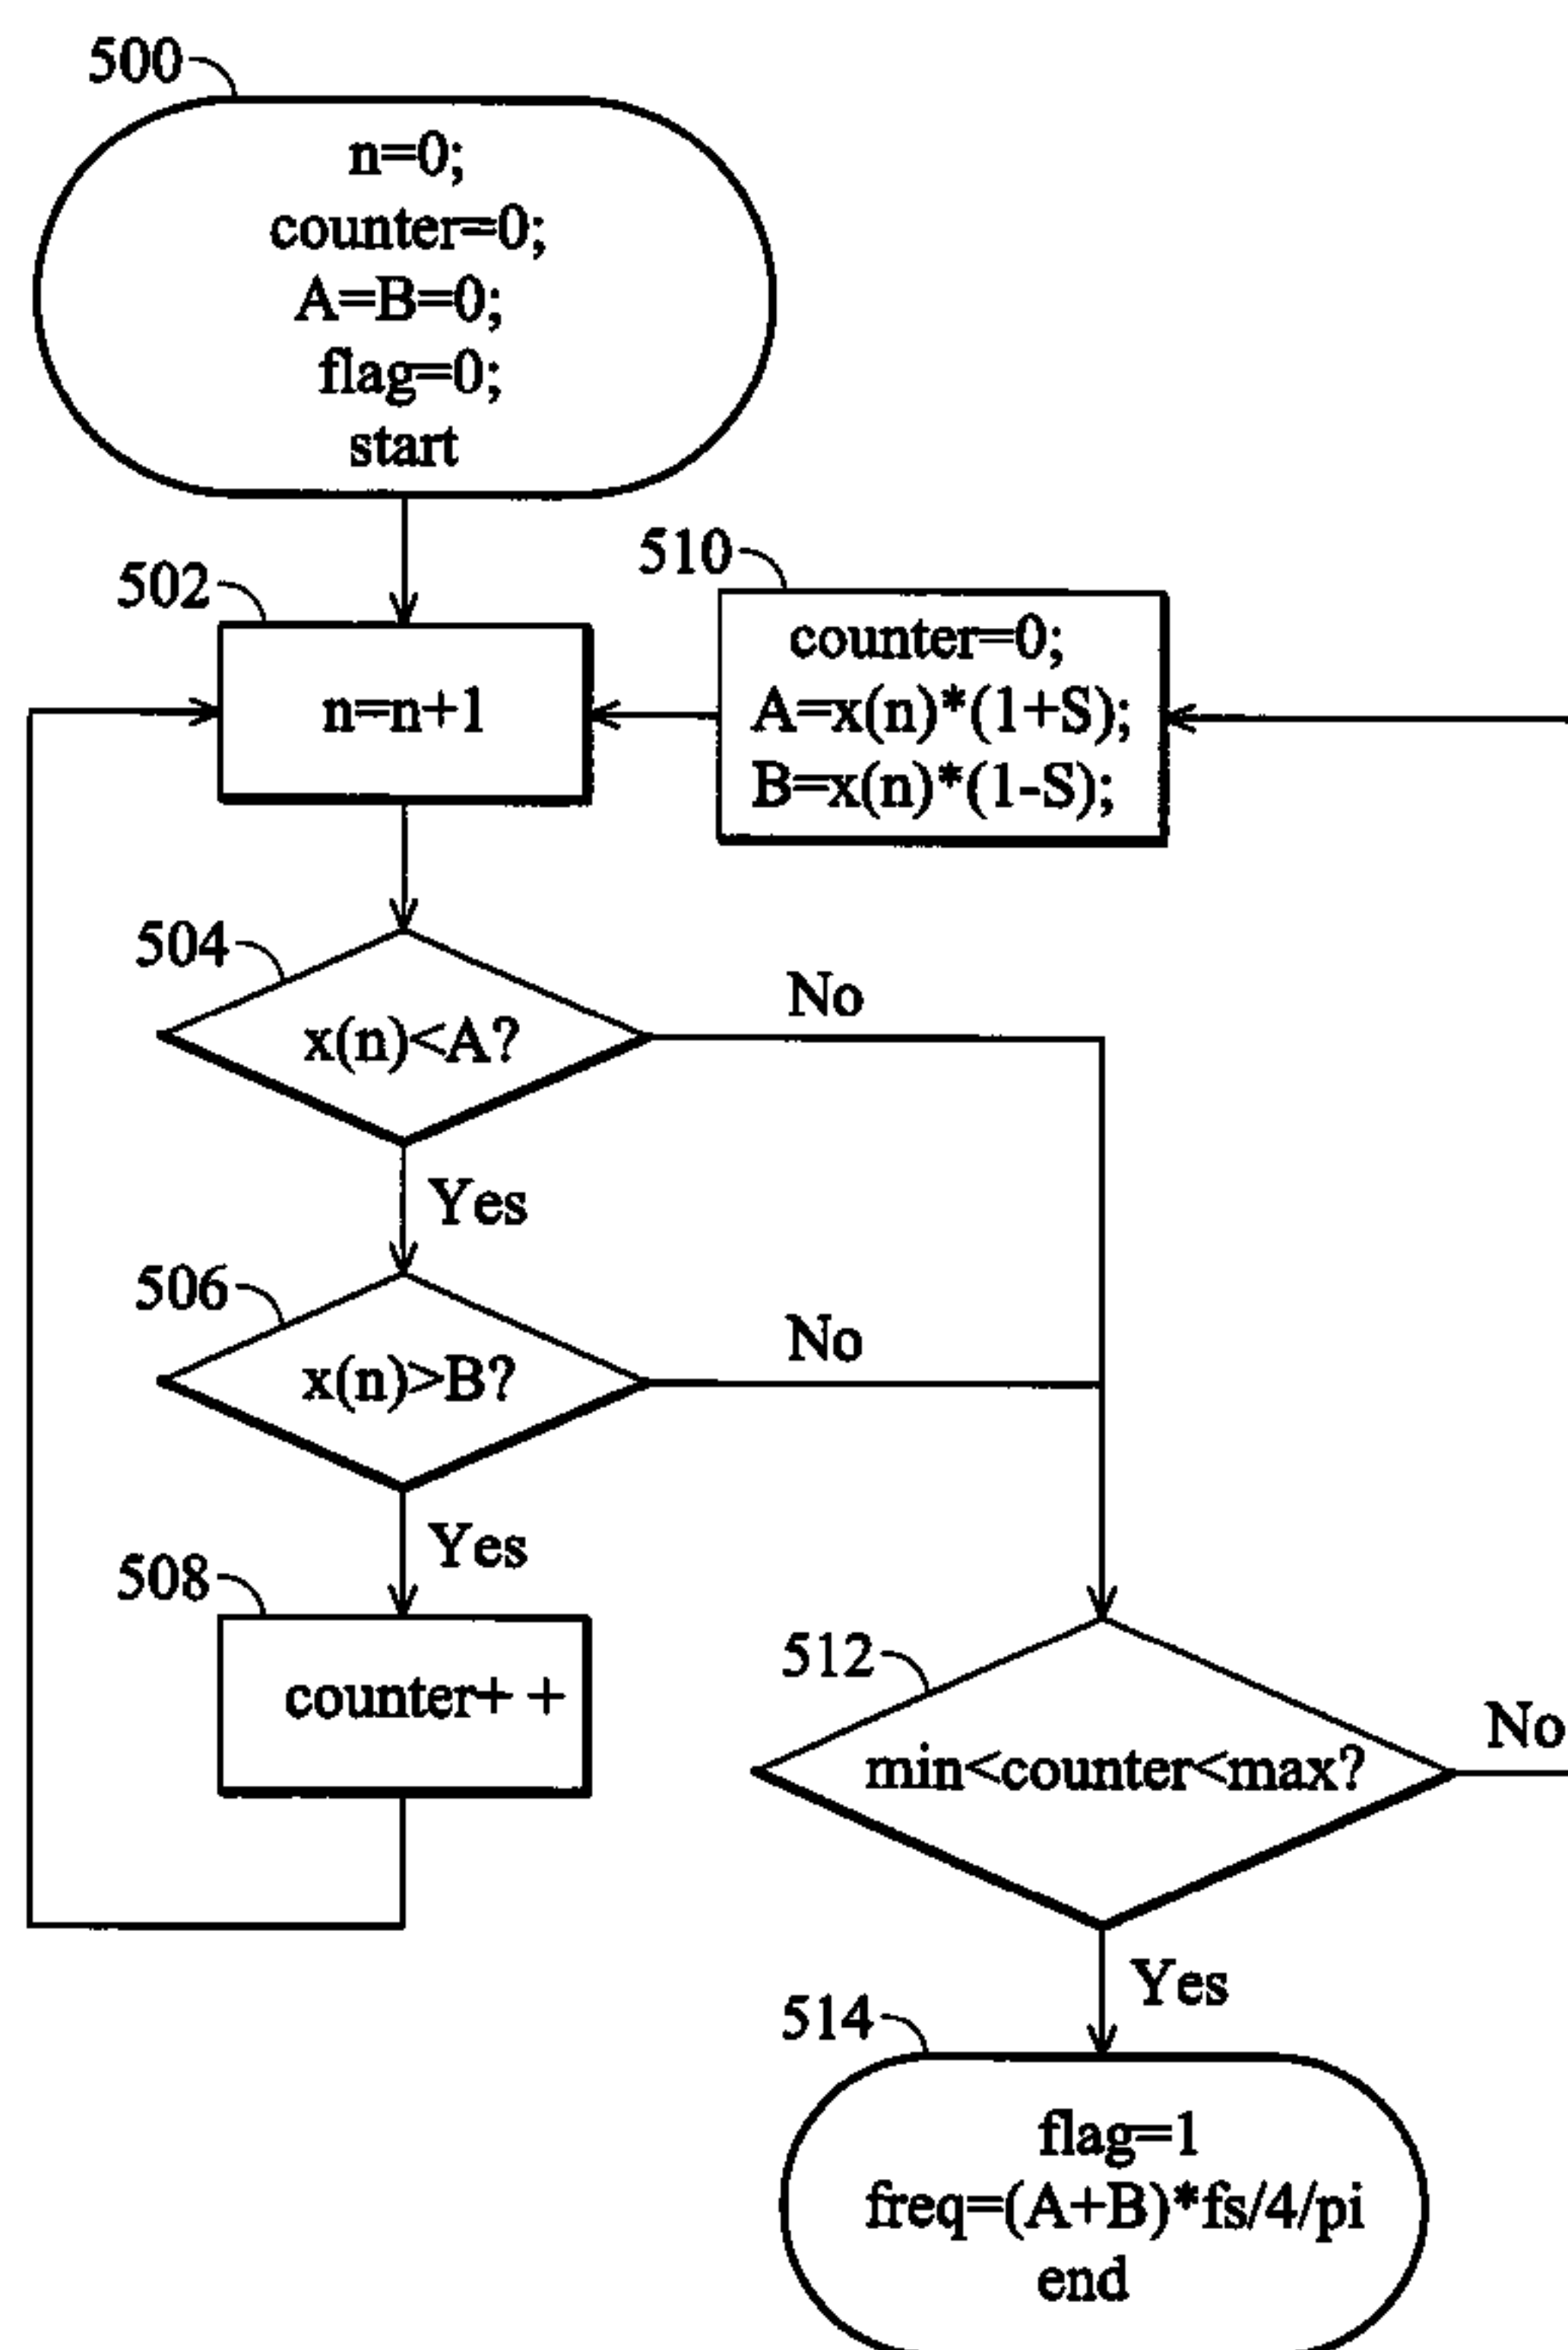 500
n=0;
counter=0;
A=B=0;
flag=0;
start
502
n=n+1
510
counter=0;
A=x(n)*(1+S);
B=x(n)*(1-S);
504
x(n)<A?
No
Yes
506
x(n)>B?
No
Yes
508
counter+ +
512
min<counter<max?
No
Yes
514
flag=1
freq=(A+B)*fs/4/pi
end